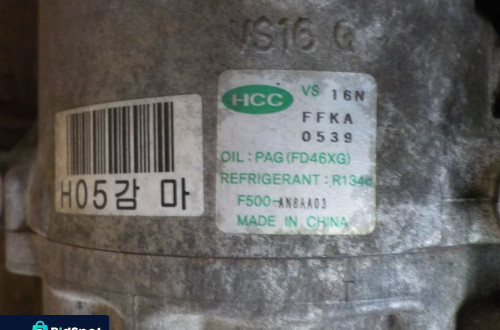 VS16
HCC VS 16N
FFKA
0539
OIL : PAG (FD46XG)
REFRIGERANT : R134a
F500-AN8AA03
MADE IN CHINA
H05감 마
BidSpot